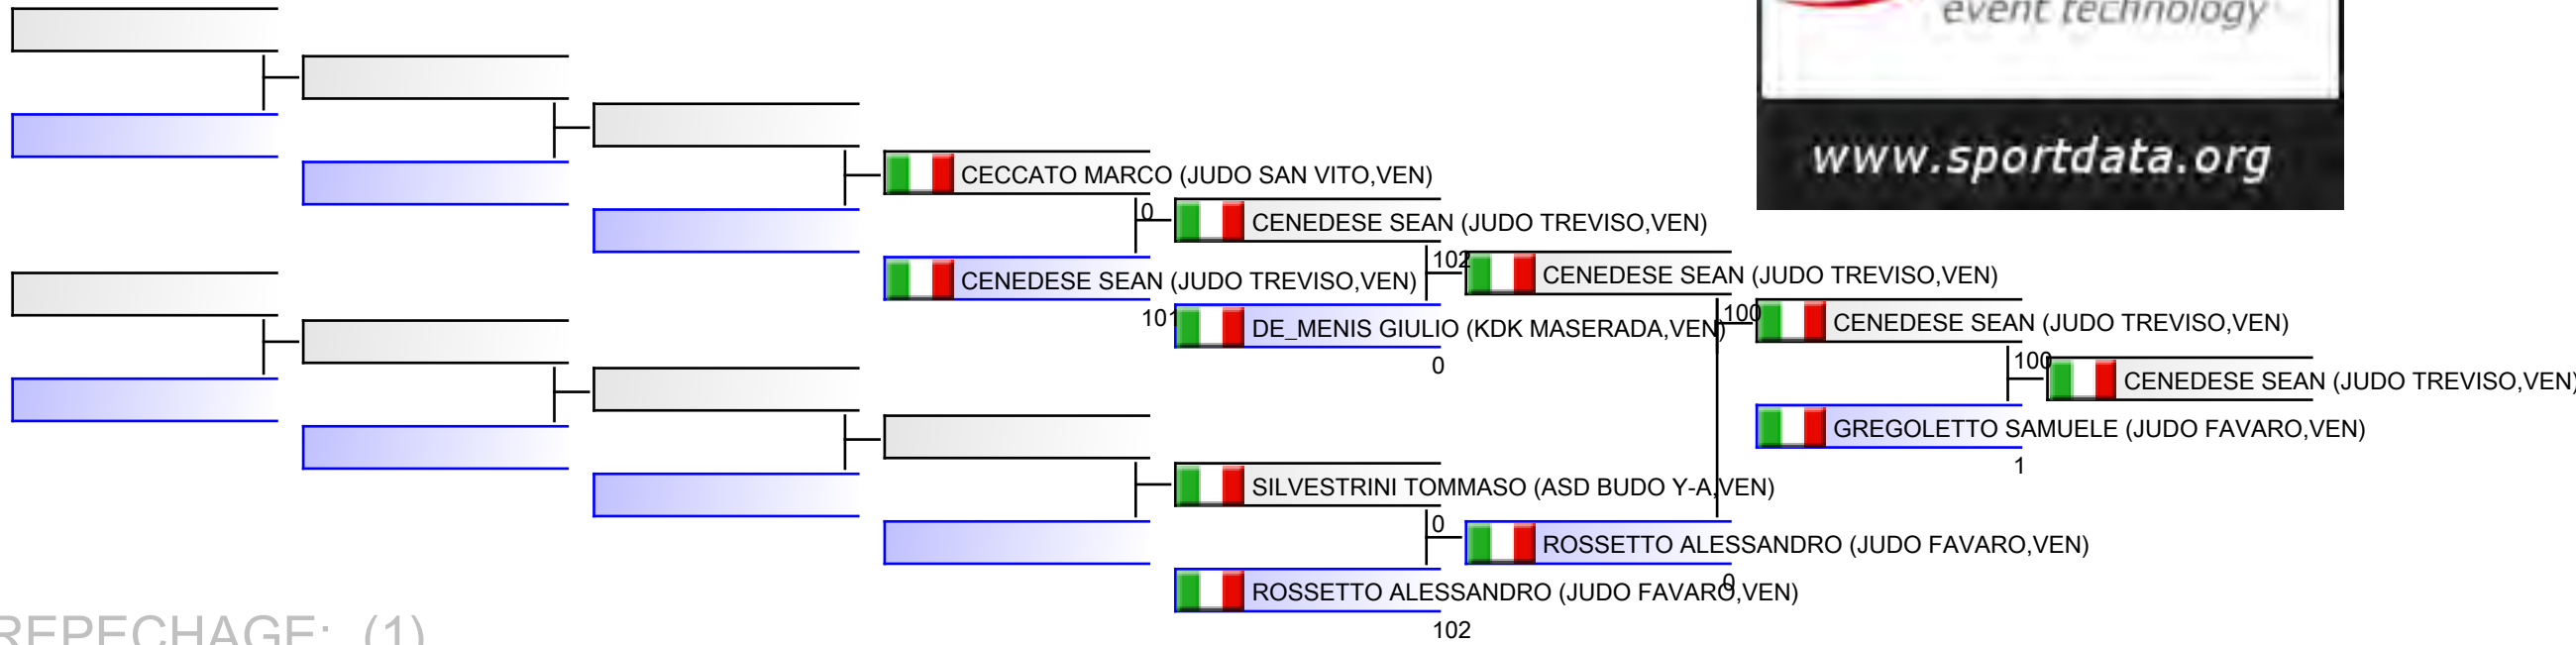 event technology
www.sportdata.org
CECCATO MARCO (JUDO SAN VITO,VEN)
0
CENEDESE SEAN (JUDO TREVISO,VEN)
102
CENEDESE SEAN (JUDO TREVISO,VEN)
CENEDESE SEAN (JUDO TREVISO,VEN)
101
DE_MENIS GIULIO (KDK MASERADA,VEN)
0
100
CENEDESE SEAN (JUDO TREVISO,VEN)
100
CENEDESE SEAN (JUDO TREVISO,VEN)
GREGOLETTO SAMUELE (JUDO FAVARO,VEN)
1
SILVESTRINI TOMMASO (ASD BUDO Y-A,VEN)
0
ROSSETTO ALESSANDRO (JUDO FAVARO,VEN)
0
ROSSETTO ALESSANDRO (JUDO FAVARO,VEN)
102
REPECHAGE: (1)